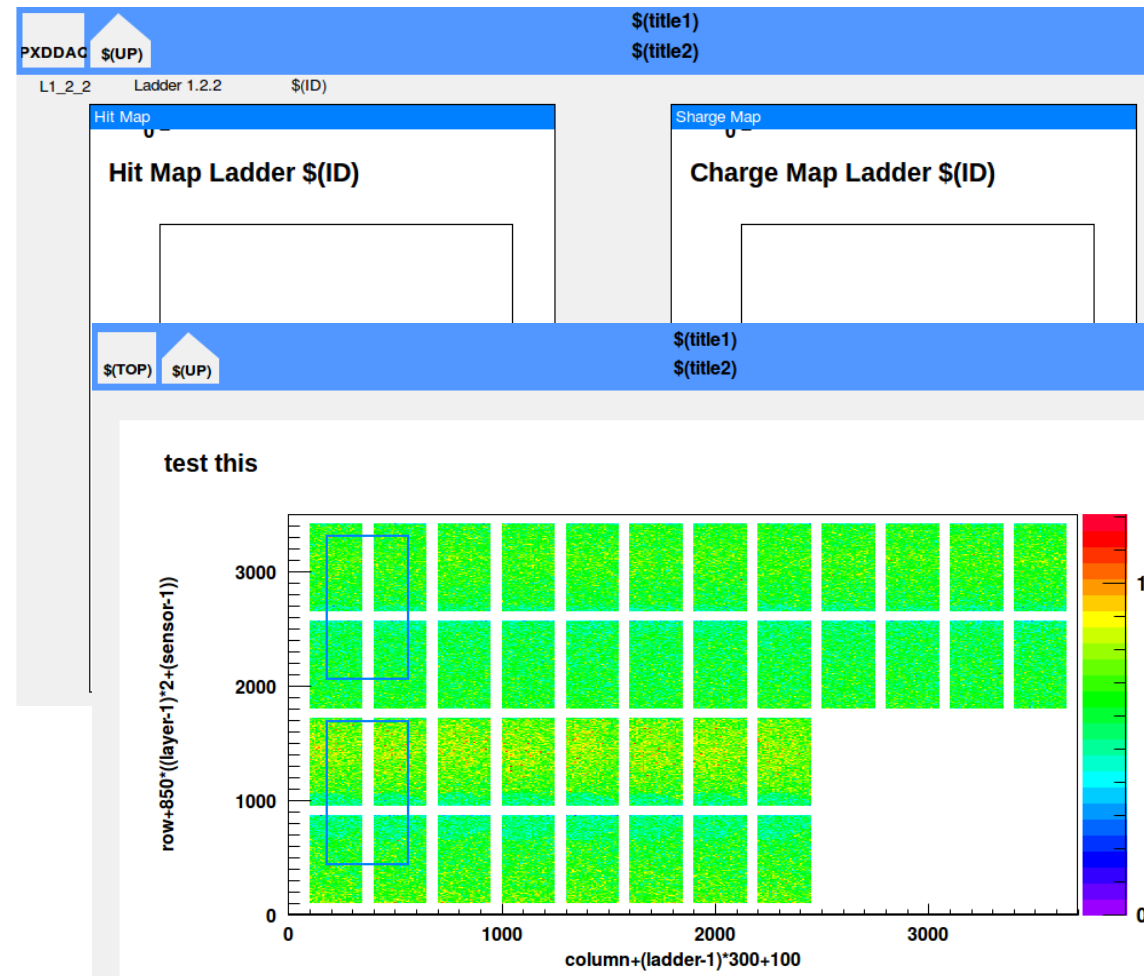 $(title1)
PXDDAQ $(UP) $(title2)
L1_2_2 Ladder 1.2.2 $(ID)
Hit Map Sharge Map
0 0
Hit Map Ladder $(ID) Charge Map Ladder $(ID)
$(title1)
$(TOP) $(UP) $(title2)
test this
row+850*((layer-1)*2+(sensor-1))
3000
2000
1000
0
1
0
0 1000 2000 3000
column+(ladder-1)*300+100